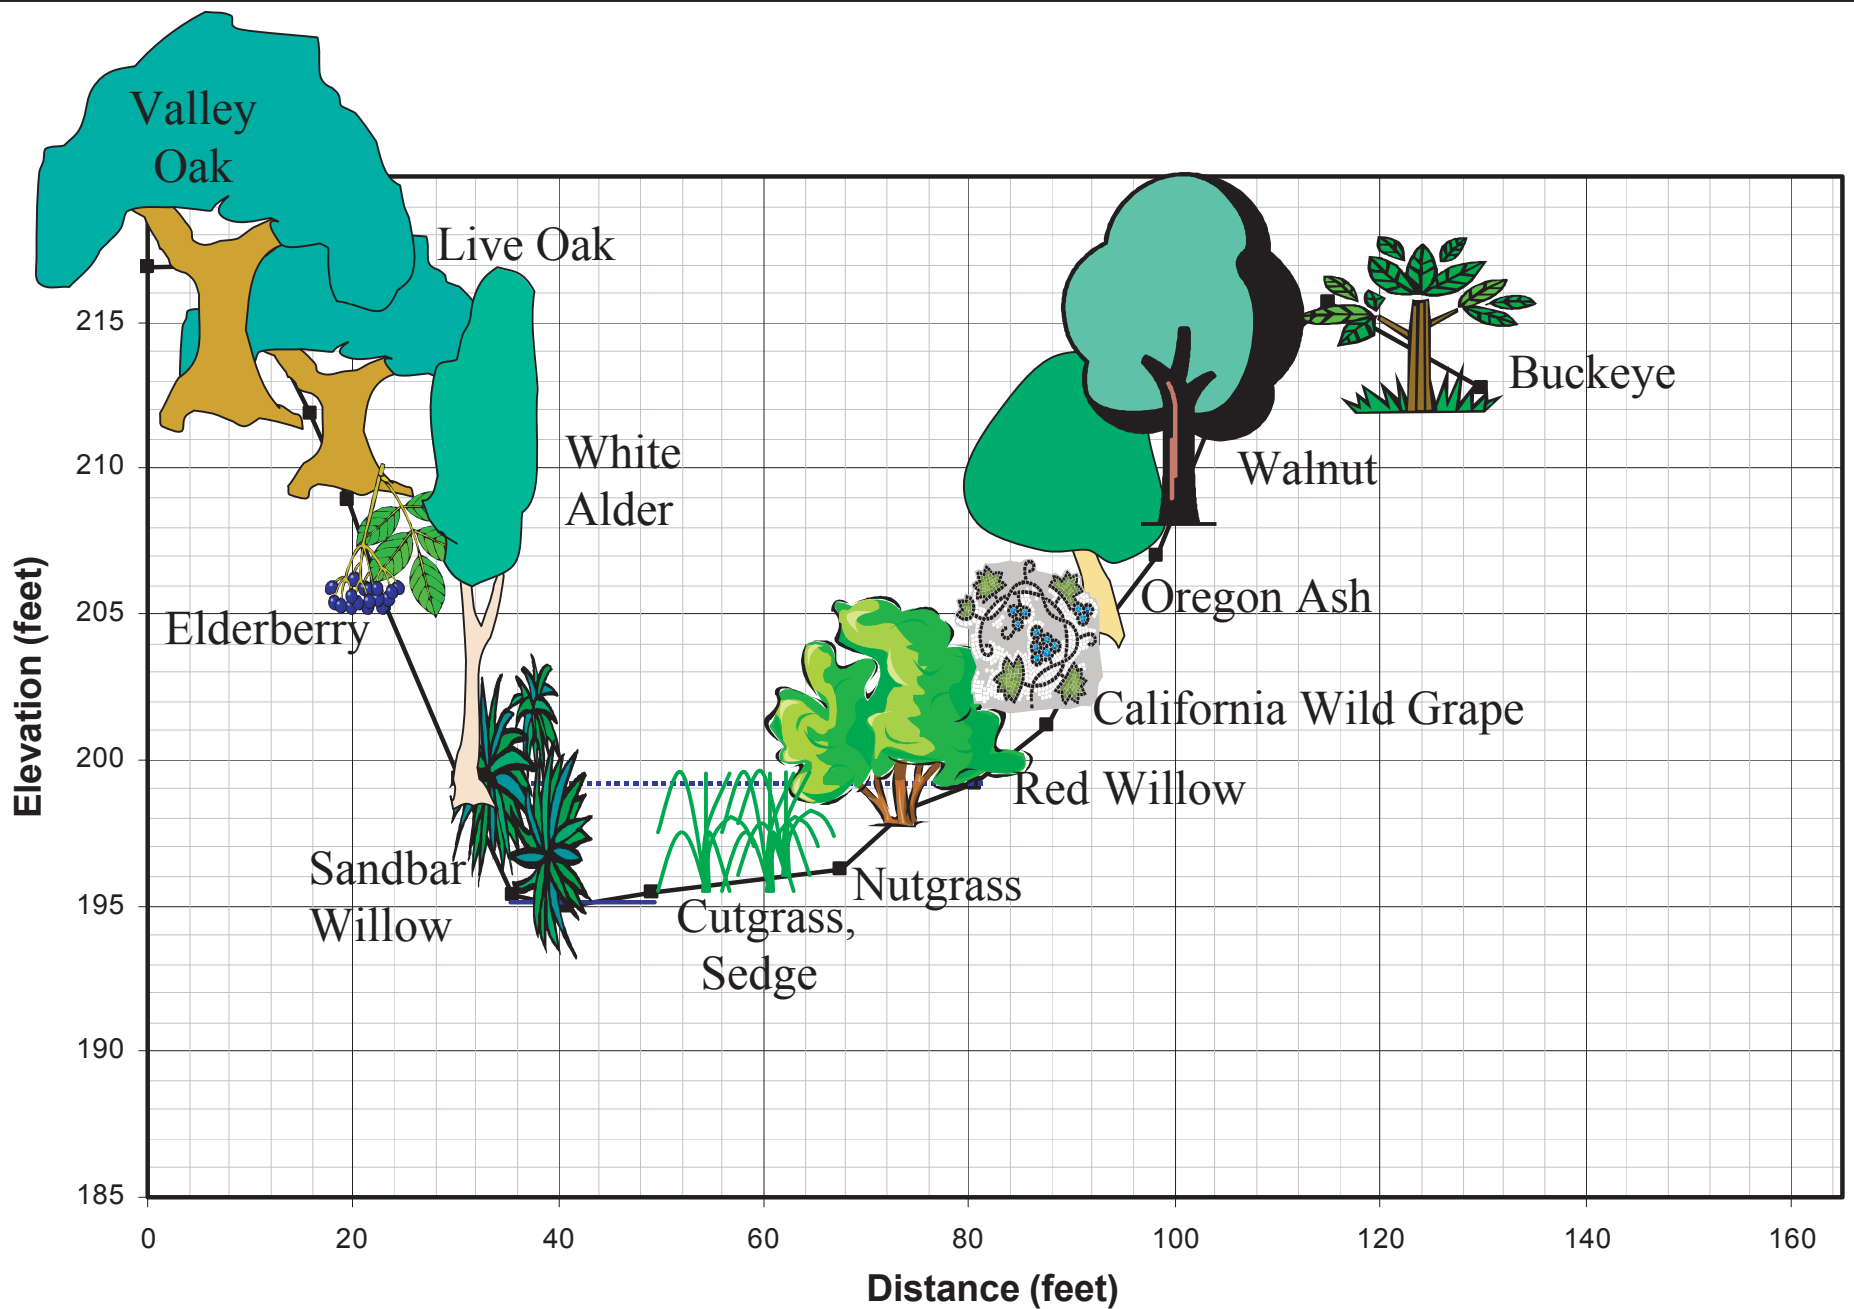 Valley
Oak
Live Oak
215
Buckeye
White
Alder
210
Walnut
Elevation (feet)
205
Elderberry
Oregon Ash
California Wild Grape
200
Red Willow
Sandbar
Willow
Nutgrass
195
Cutgrass,
Sedge
190
185
0 20 40 60 80 100 120 140 160
Distance (feet)